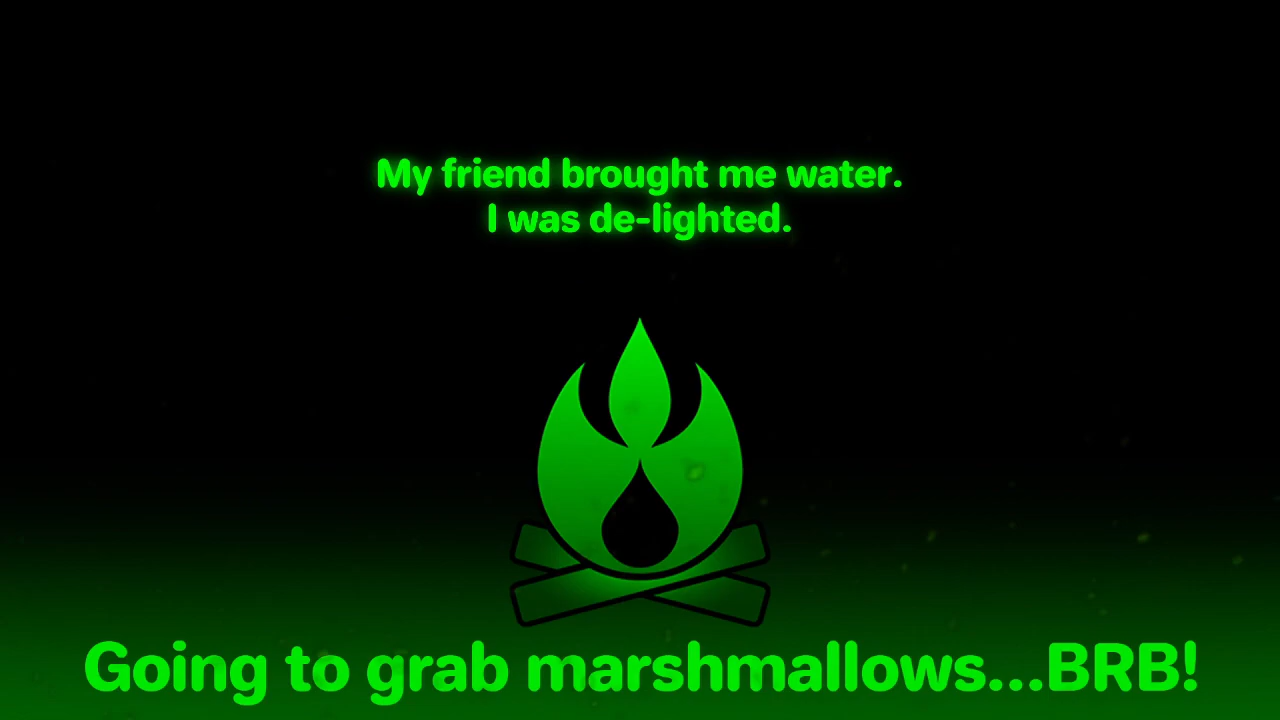 My friend brought me water.
I was de-lighted.
Going to grab marshmallows...BRB!